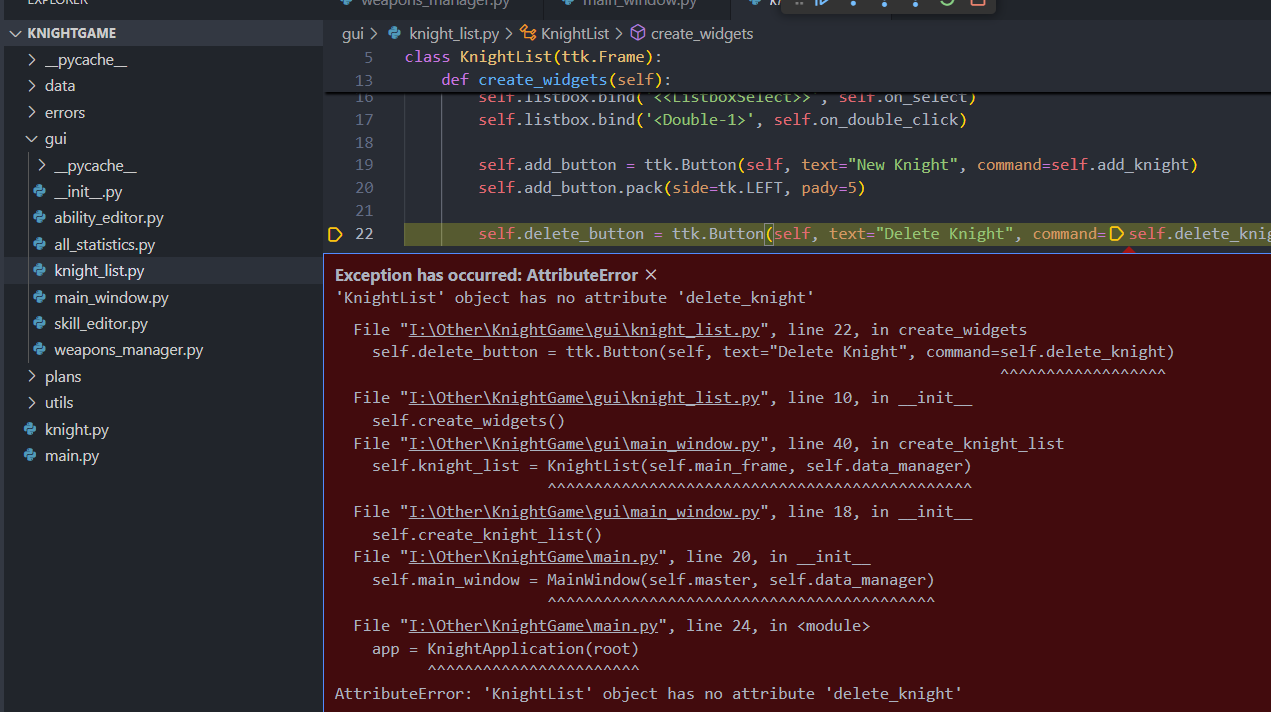 EXPLORER
weapons_manager.py
main_window.py
KNIGHTGAME
__pycache__
data
errors
gui
__pycache__
__init__.py
ability_editor.py
all_statistics.py
knight_list.py
main_window.py
skill_editor.py
weapons_manager.py
plans
utils
knight.py
main.py
gui > knight_list.py > KnightList > create_widgets
5 class KnightList(ttk.Frame):
13 def create_widgets(self):
16 self.listbox.bind('<<ListboxSelect>>', self.on_select)
17 self.listbox.bind('<Double-1>', self.on_double_click)
18
19 self.add_button = ttk.Button(self, text="New Knight", command=self.add_knight)
20 self.add_button.pack(side=tk.LEFT, pady=5)
21
22 self.delete_button = ttk.Button(self, text="Delete Knight", command=self.delete_knig
Exception has occurred: AttributeError ×
'KnightList' object has no attribute 'delete_knight'
File "I:\Other\KnightGame\gui\knight_list.py", line 22, in create_widgets
self.delete_button = ttk.Button(self, text="Delete Knight", command=self.delete_knight)
^^^^^^^^^^^^^^^^^^
File "I:\Other\KnightGame\gui\knight_list.py", line 10, in __init__
self.create_widgets()
File "I:\Other\KnightGame\gui\main_window.py", line 40, in create_knight_list
self.knight_list = KnightList(self.main_frame, self.data_manager)
^^^^^^^^^^^^^^^^^^^^^^^^^^^^^^^^^^^^^^^^^^^^^^
File "I:\Other\KnightGame\gui\main_window.py", line 18, in __init__
self.create_knight_list()
File "I:\Other\KnightGame\main.py", line 20, in __init__
self.main_window = MainWindow(self.master, self.data_manager)
^^^^^^^^^^^^^^^^^^^^^^^^^^^^^^^^^^^^^^^^^^
File "I:\Other\KnightGame\main.py", line 24, in <module>
app = KnightApplication(root)
^^^^^^^^^^^^^^^^^^^^^^^
AttributeError: 'KnightList' object has no attribute 'delete_knight'